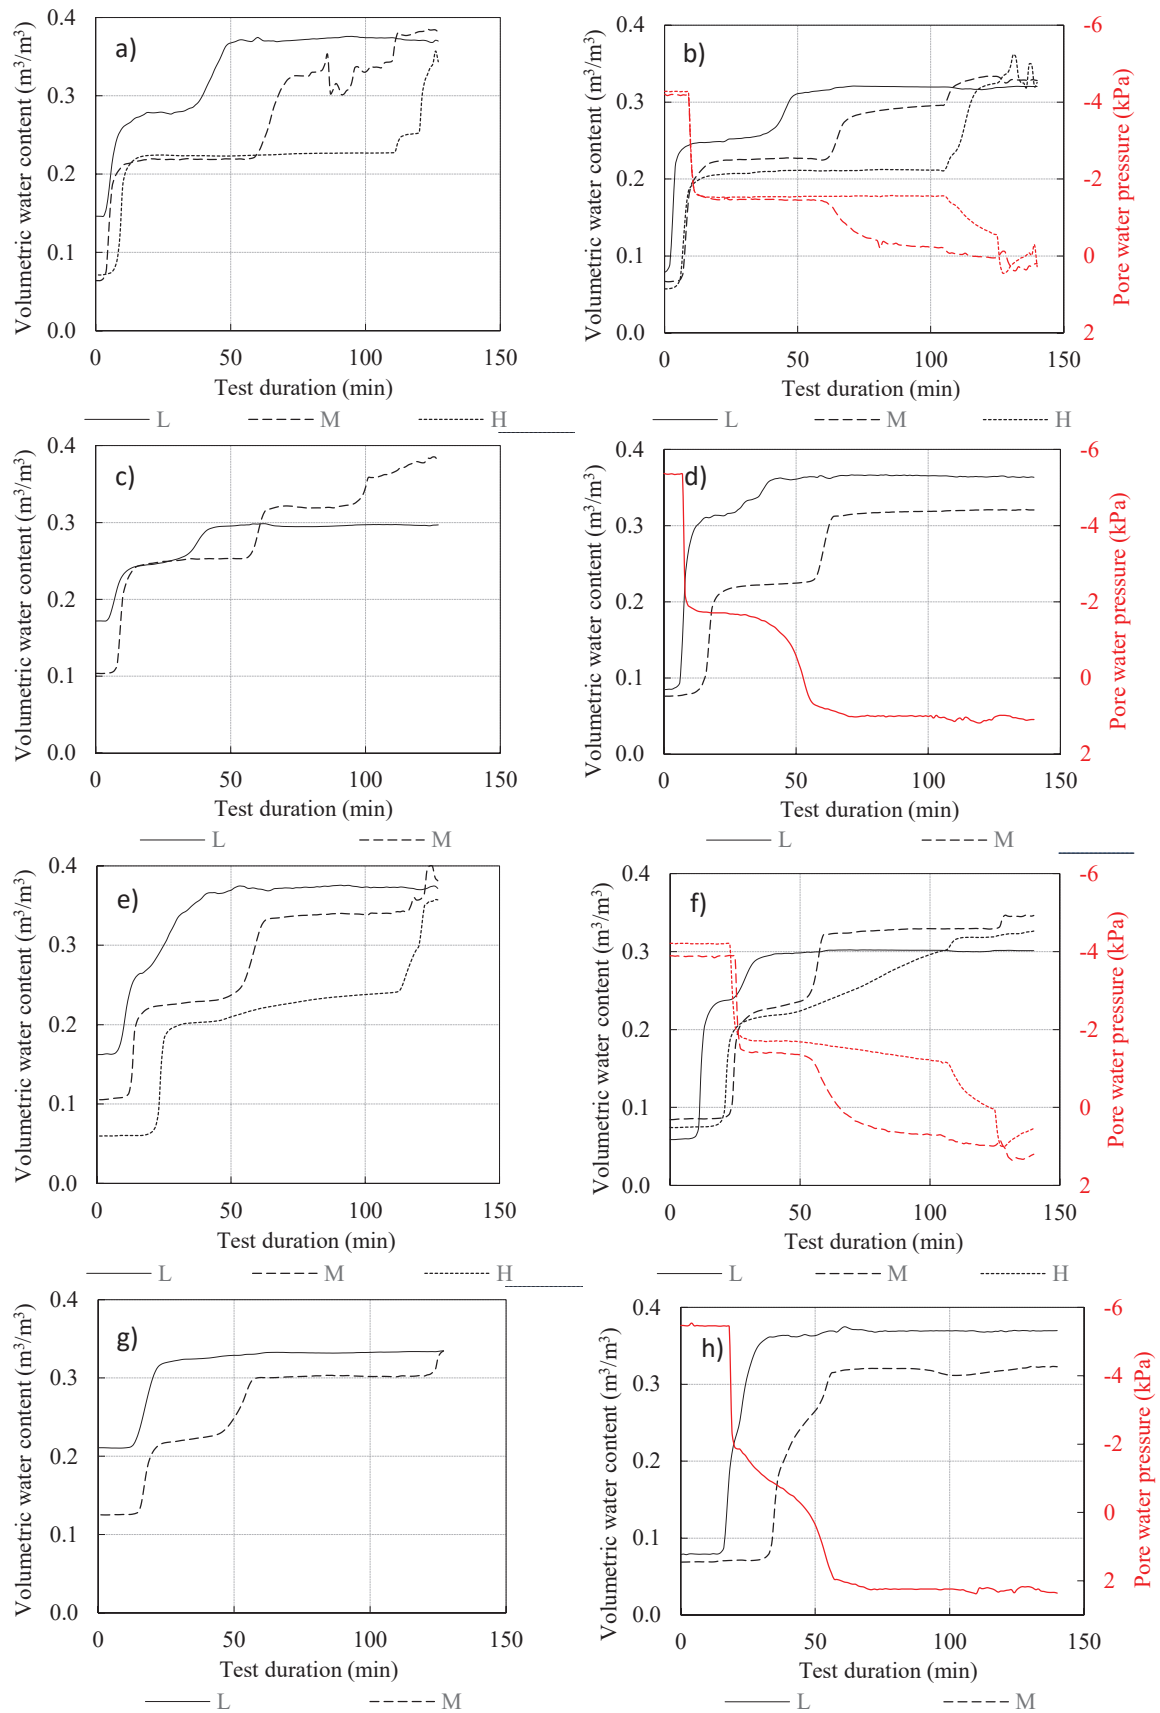 a)
Volumetric water content (m³/m³)
0.4
0.3
0.2
0.1
0.0
0 50 100 150
Test duration (min)
b)
Volumetric water content (m³/m³)
0.4
0.3
0.2
0.1
0.0
-6
-4
-2
0
2
Pore water pressure (kPa)
0 50 100 150
Test duration (min)
L M H
L M H
c)
Volumetric water content (m³/m³)
0.4
0.3
0.2
0.1
0.0
0 50 100 150
Test duration (min)
d)
Volumetric water content (m³/m³)
0.4
0.3
0.2
0.1
0.0
-6
-4
-2
0
2
Pore water pressure (kPa)
0 50 100 150
Test duration (min)
L M
L M
e)
Volumetric water content (m³/m³)
0.4
0.3
0.2
0.1
0.0
0 50 100 150
Test duration (min)
f)
Volumetric water content (m³/m³)
0.4
0.3
0.2
0.1
0.0
-6
-4
-2
0
2
Pore water pressure (kPa)
0 50 100 150
Test duration (min)
L M H
L M H
g)
Volumetric water content (m³/m³)
0.4
0.3
0.2
0.1
0.0
0 50 100 150
Test duration (min)
h)
Volumetric water content (m³/m³)
0.4
0.3
0.2
0.1
0.0
-6
-4
-2
0
2
Pore water pressure (kPa)
0 50 100 150
Test duration (min)
L M
L M